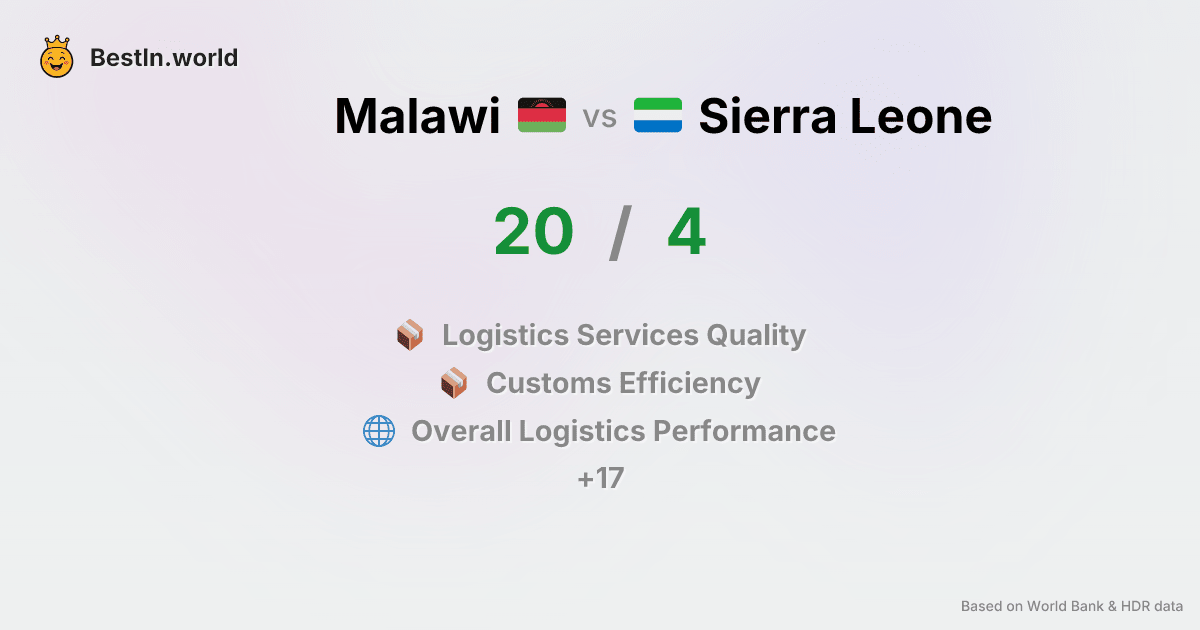 BestIn.world
Malawi vs Sierra Leone
20 / 4
Logistics Services Quality
Customs Efficiency
Overall Logistics Performance
+17
Based on World Bank & HDR data